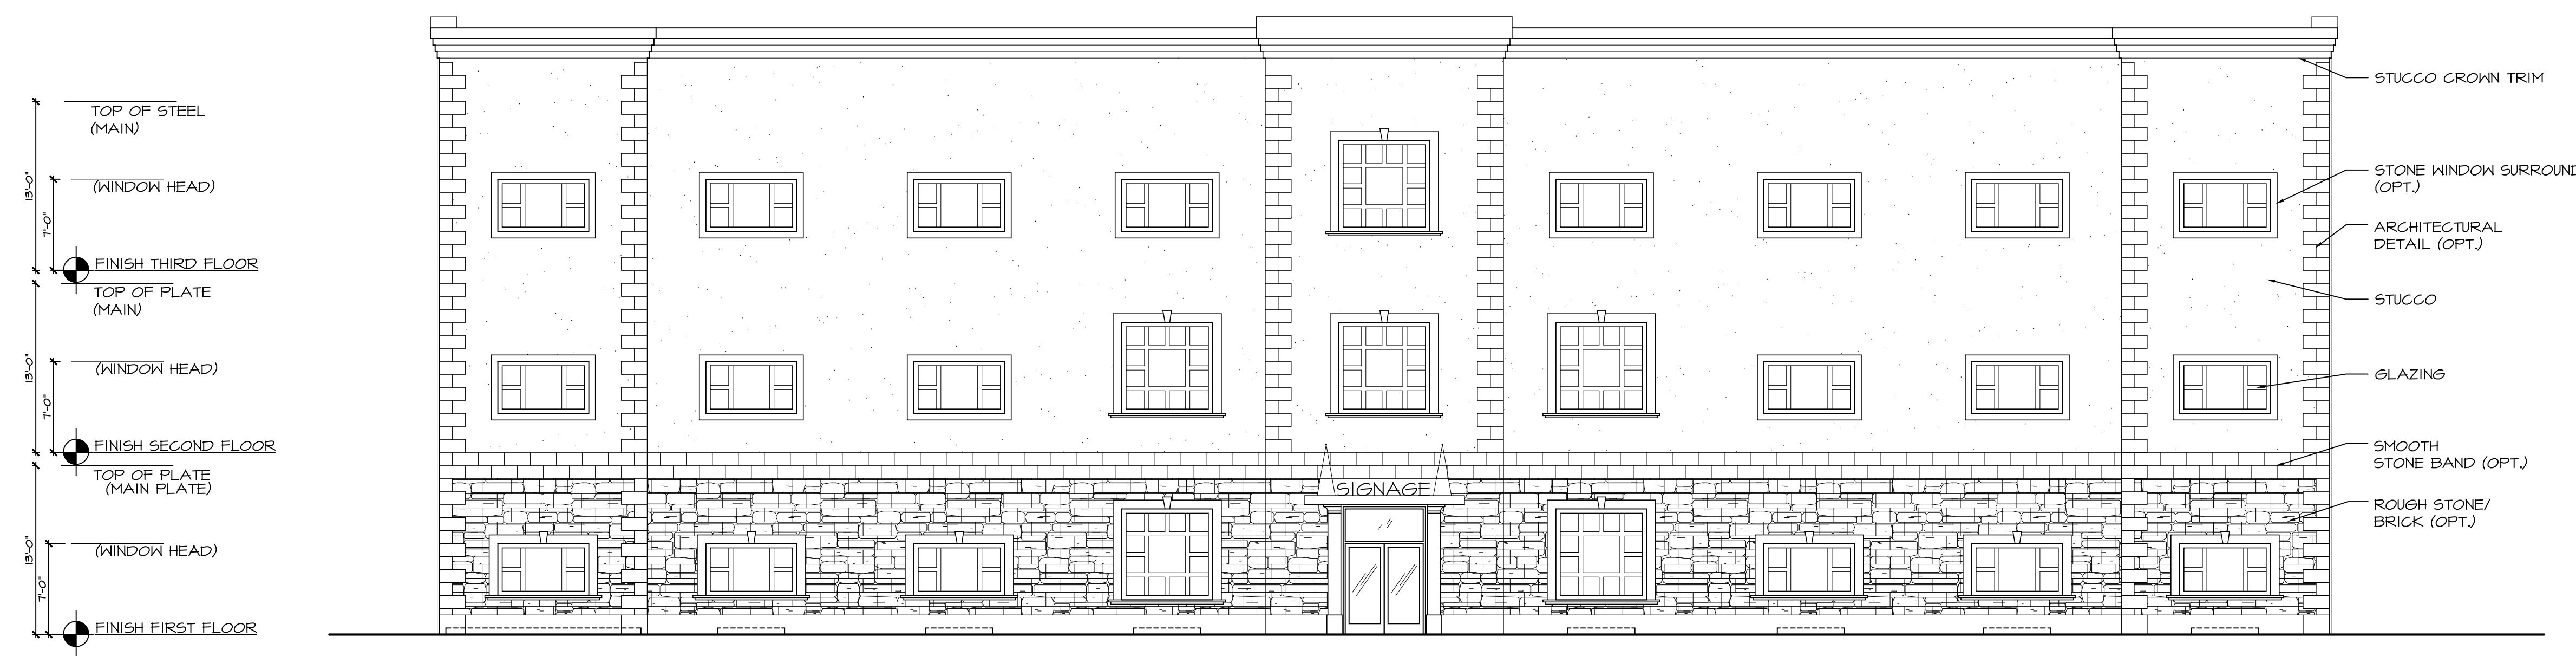 TOP OF STEEL
(MAIN)
13'-0"
(WINDOW HEAD)
7'-0"
FINISH THIRD FLOOR
TOP OF PLATE
(MAIN)
13'-0"
(WINDOW HEAD)
7'-0"
FINISH SECOND FLOOR
TOP OF PLATE
(MAIN PLATE)
13'-0"
(WINDOW HEAD)
7'-0"
FINISH FIRST FLOOR
SIGNAGE
STUCCO CROWN TRIM
STONE WINDOW SURROUND
(OPT.)
ARCHITECTURAL
DETAIL (OPT.)
STUCCO
GLAZING
SMOOTH
STONE BAND (OPT.)
ROUGH STONE/
BRICK (OPT.)